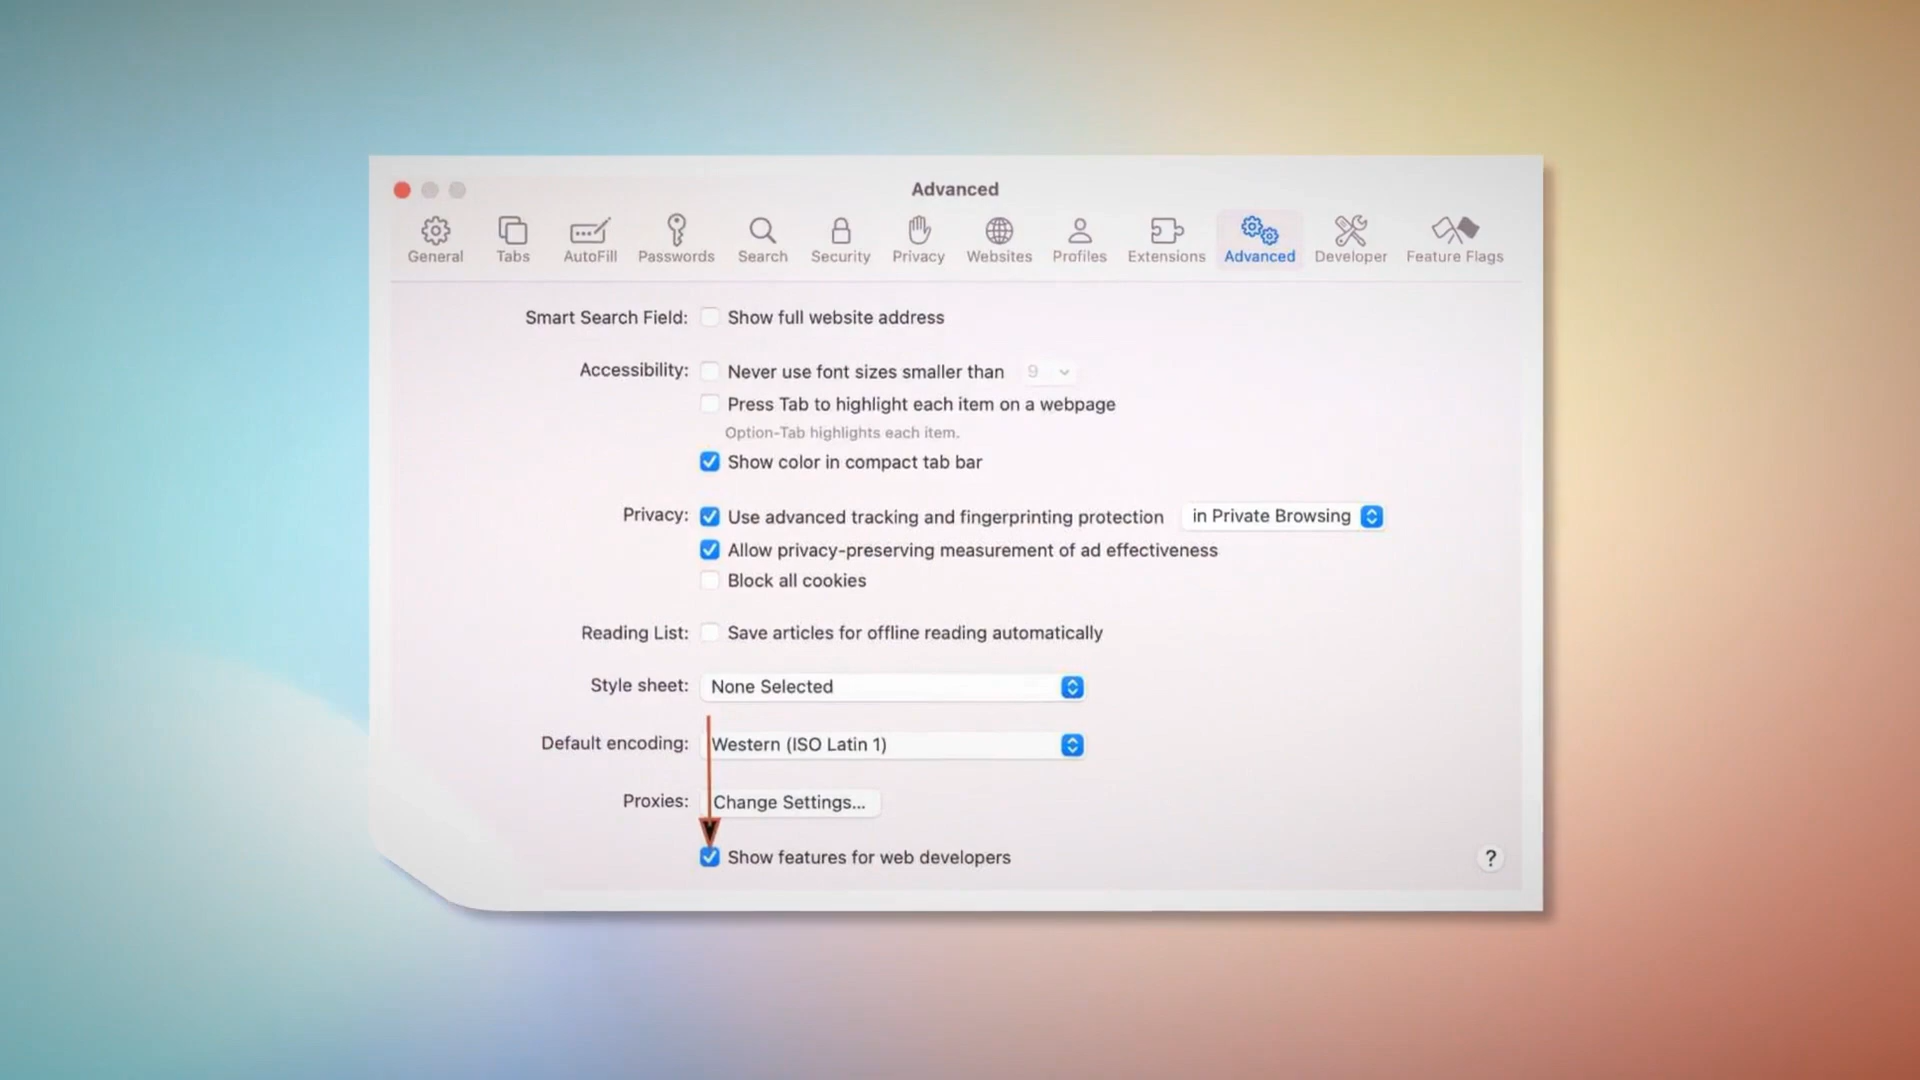 Advanced
General Tabs AutoFill Passwords Search Security Privacy Websites Profiles Extensions Advanced Developer Feature Flags
Smart Search Field: Show full website address
Accessibility: Never use font sizes smaller than 9
Press Tab to highlight each item on a webpage
Option-Tab highlights each item.
Show color in compact tab bar
Privacy: Use advanced tracking and fingerprinting protection in Private Browsing
Allow privacy-preserving measurement of ad effectiveness
Block all cookies
Reading List: Save articles for offline reading automatically
Style sheet: None Selected
Default encoding: Western (ISO Latin 1)
Proxies: Change Settings...
Show features for web developers ?